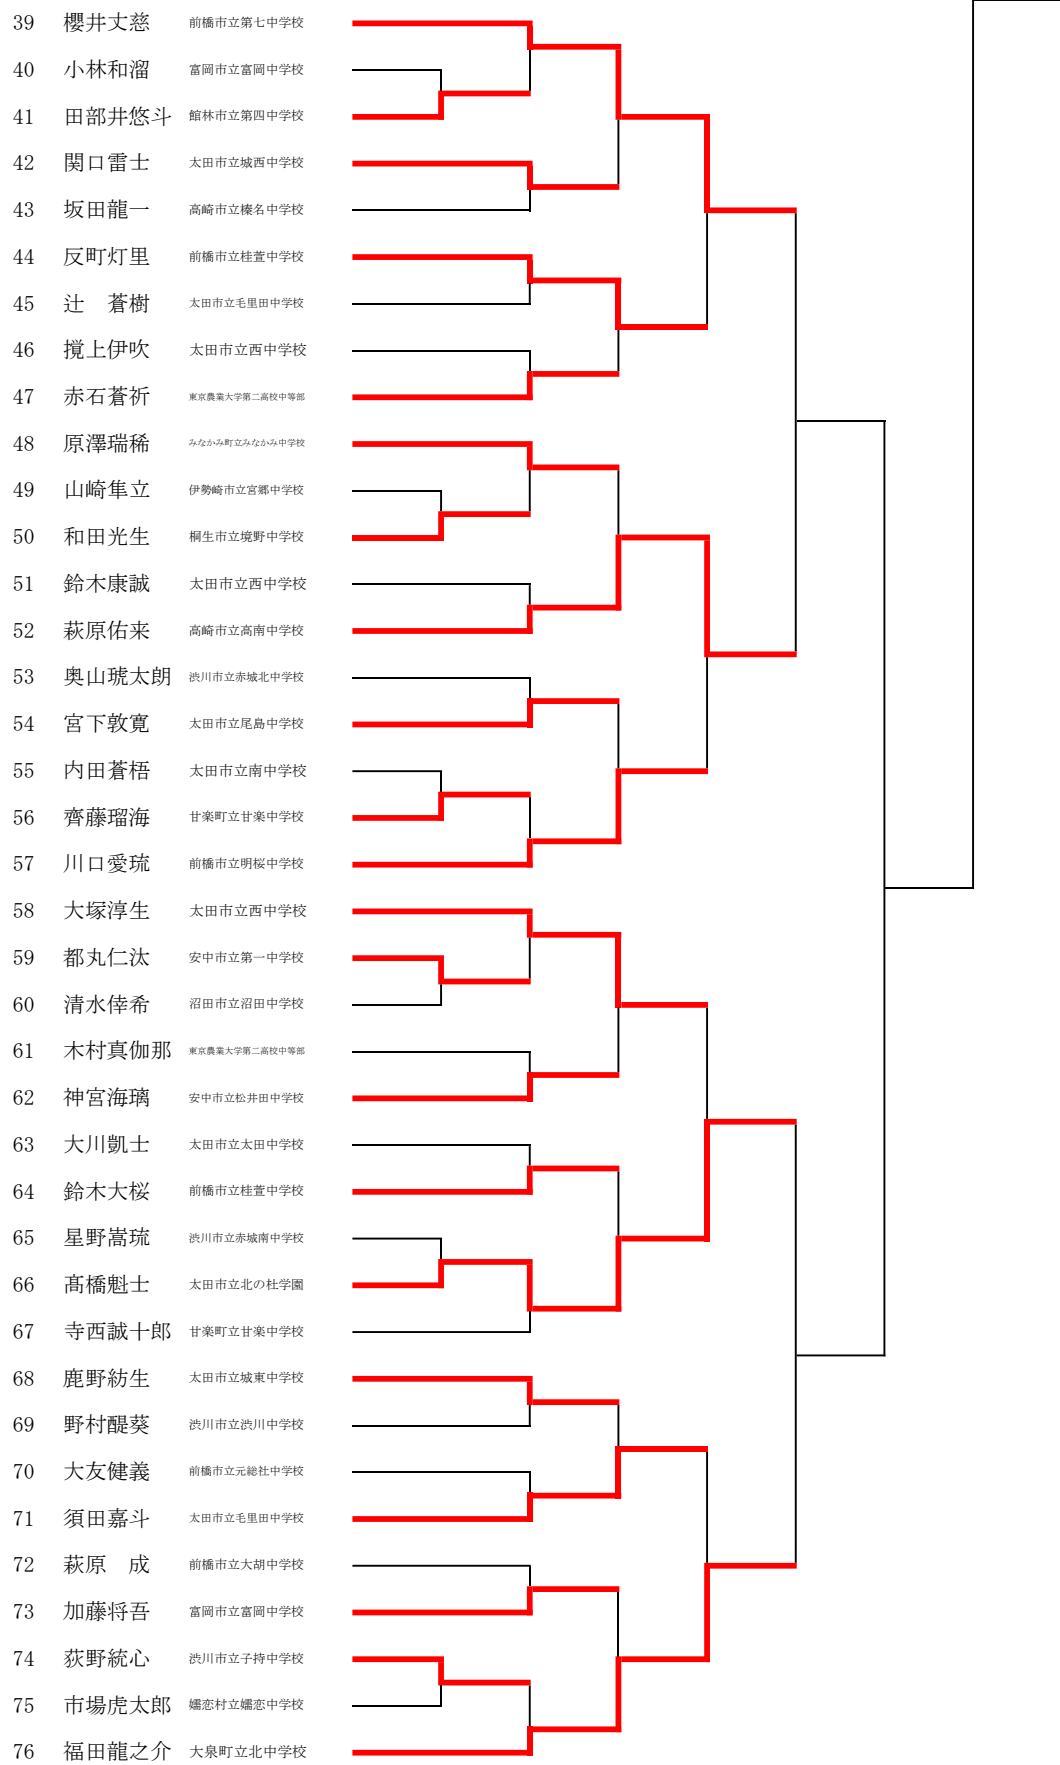 39 櫻井丈慈 前橋市立第七中学校
40 小林和溜 富岡市立富岡中学校
41 田部井悠斗 館林市立第四中学校
42 関口雷士 太田市立城西中学校
43 坂田龍一 高崎市立榛名中学校
44 反町灯里 前橋市立桂萱中学校
45 辻　蒼樹 太田市立毛里田中学校
46 撹上伊吹 太田市立西中学校
47 赤石蒼祈 東京農業大学第二高校中等部
48 原澤瑞稀 みなかみ町立みなかみ中学校
49 山崎隼立 伊勢崎市立宮郷中学校
50 和田光生 桐生市立境野中学校
51 鈴木康誠 太田市立西中学校
52 萩原佑来 高崎市立高南中学校
53 奥山琥太朗 渋川市立赤城北中学校
54 宮下敦寛 太田市立尾島中学校
55 内田蒼梧 太田市立南中学校
56 齊藤瑠海 甘楽町立甘楽中学校
57 川口愛琉 前橋市立明桜中学校
58 大塚淳生 太田市立西中学校
59 都丸仁汰 安中市立第一中学校
60 清水倖希 沼田市立沼田中学校
61 木村真伽那 東京農業大学第二高校中等部
62 神宮海璃 安中市立松井田中学校
63 大川凱士 太田市立太田中学校
64 鈴木大桜 前橋市立桂萱中学校
65 星野嵩琉 渋川市立赤城南中学校
66 髙橋魁士 太田市立北の杜学園
67 寺西誠十郎 甘楽町立甘楽中学校
68 鹿野紡生 太田市立城東中学校
69 野村醍葵 渋川市立渋川中学校
70 大友健義 前橋市立元総社中学校
71 須田嘉斗 太田市立毛里田中学校
72 萩原　成 前橋市立大胡中学校
73 加藤将吾 富岡市立富岡中学校
74 荻野統心 渋川市立子持中学校
75 市場虎太郎 嬬恋村立嬬恋中学校
76 福田龍之介 大泉町立北中学校